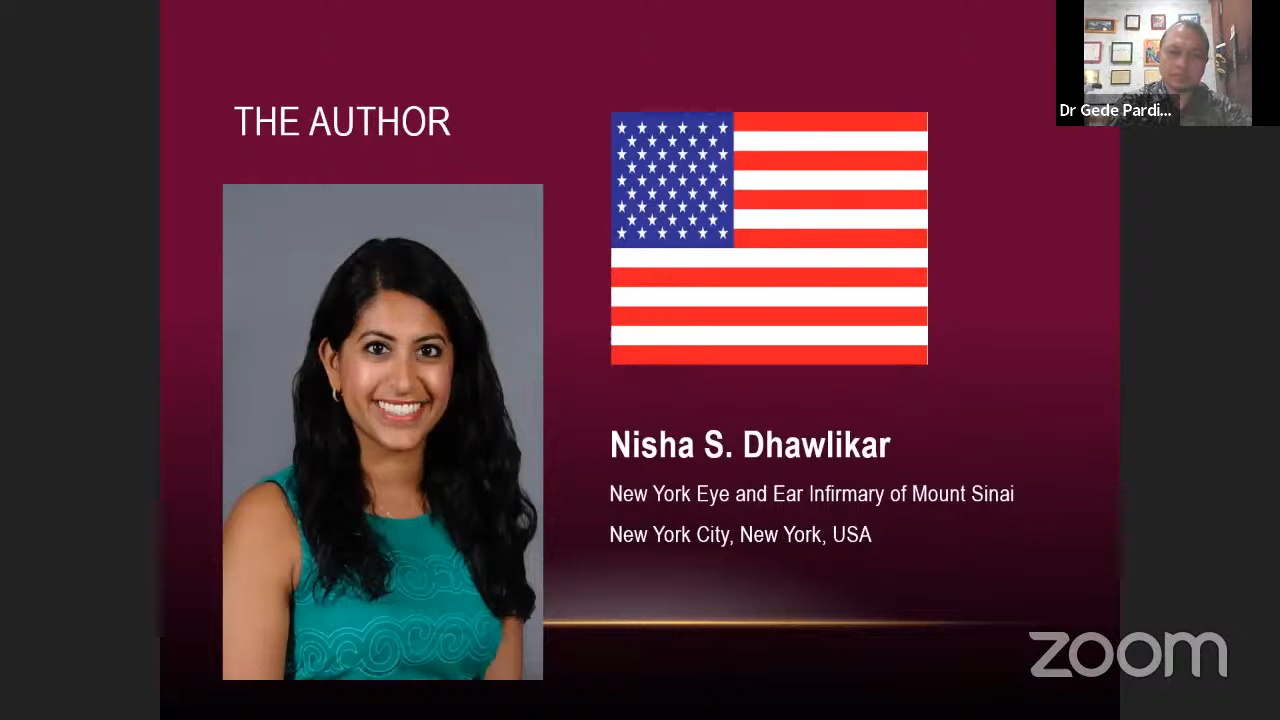 THE AUTHOR
Dr Gede Pardi...
Nisha S. Dhawlikar
New York Eye and Ear Infirmary of Mount Sinai
New York City, New York, USA
zoom